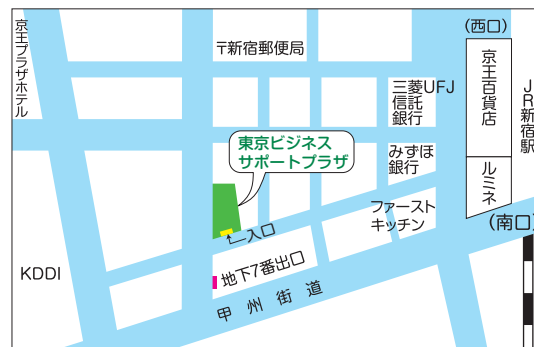 京王プラザホテル
〒新宿郵便局
(西口)
京王百貨店
JR新宿駅
三菱UFJ
信託
銀行
東京ビジネス
サポートプラザ
みずほ
銀行
ルミネ
ファースト
キッチン
(南口)
入口
地下7番出口
KDDI
甲州街道